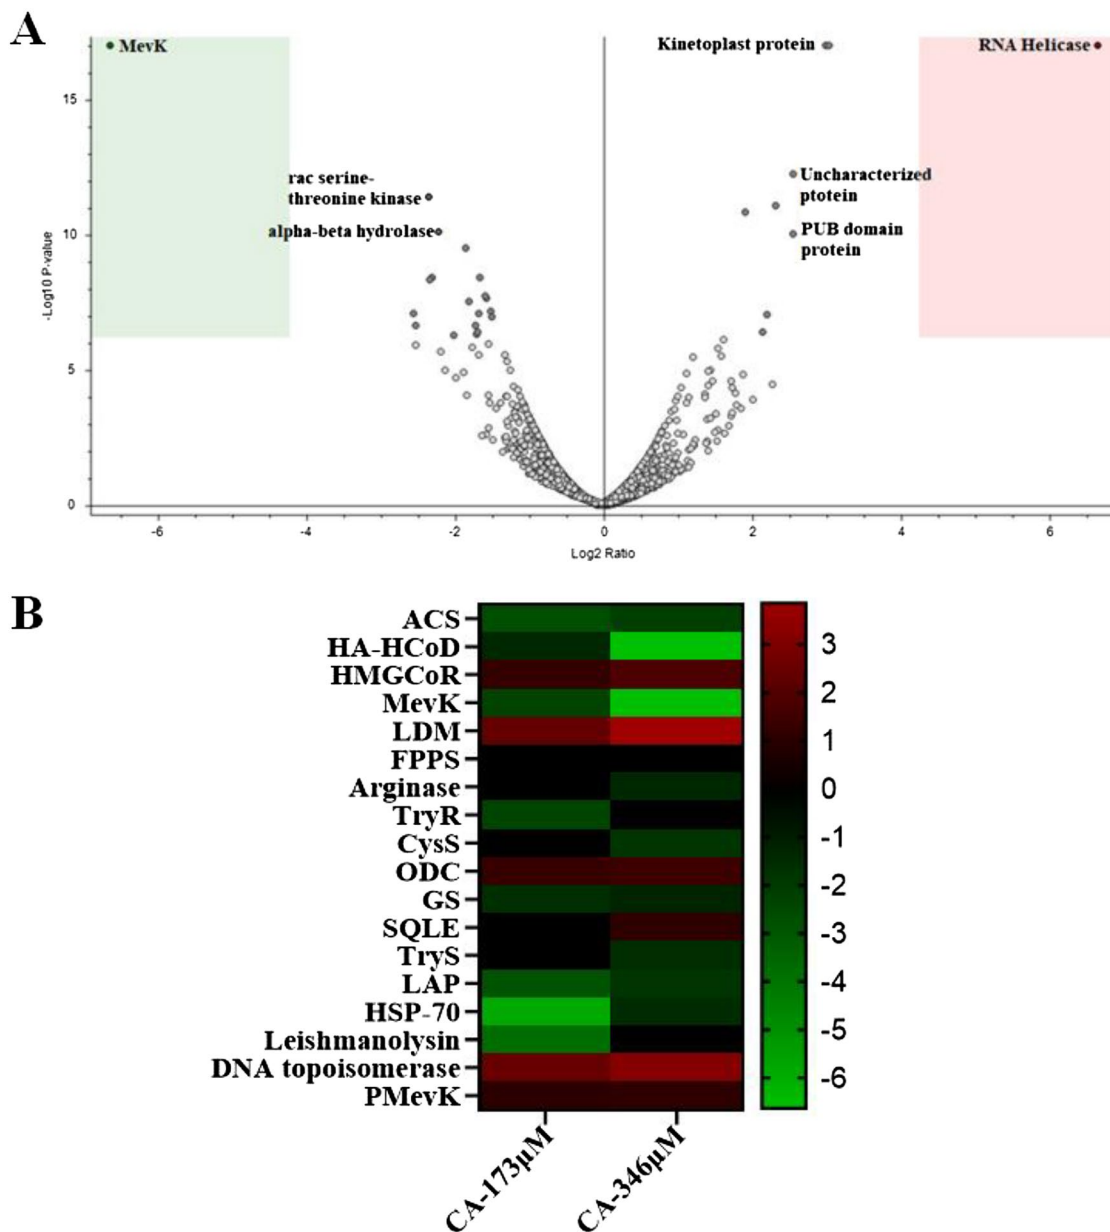 A
MevK
Kinetoplast protein
RNA Helicase
15
rac serine-
threonine kinase
Uncharacterized
ptotein
alpha-beta hydrolase
10
PUB domain
protein
-Log10 P-value
5
0
-6
-4
-2
0
2
4
6
Log2 Ratio
B
ACS
HA-HCoD
HMGCoR
MevK
LDM
FPPS
Arginase
TryR
CysS
ODC
GS
SQLE
TryS
LAP
HSP-70
Leishmanolysin
DNA topoisomerase
PMevK
3
2
1
0
-1
-2
-3
-4
-5
-6
CA-173µM
CA-346µM